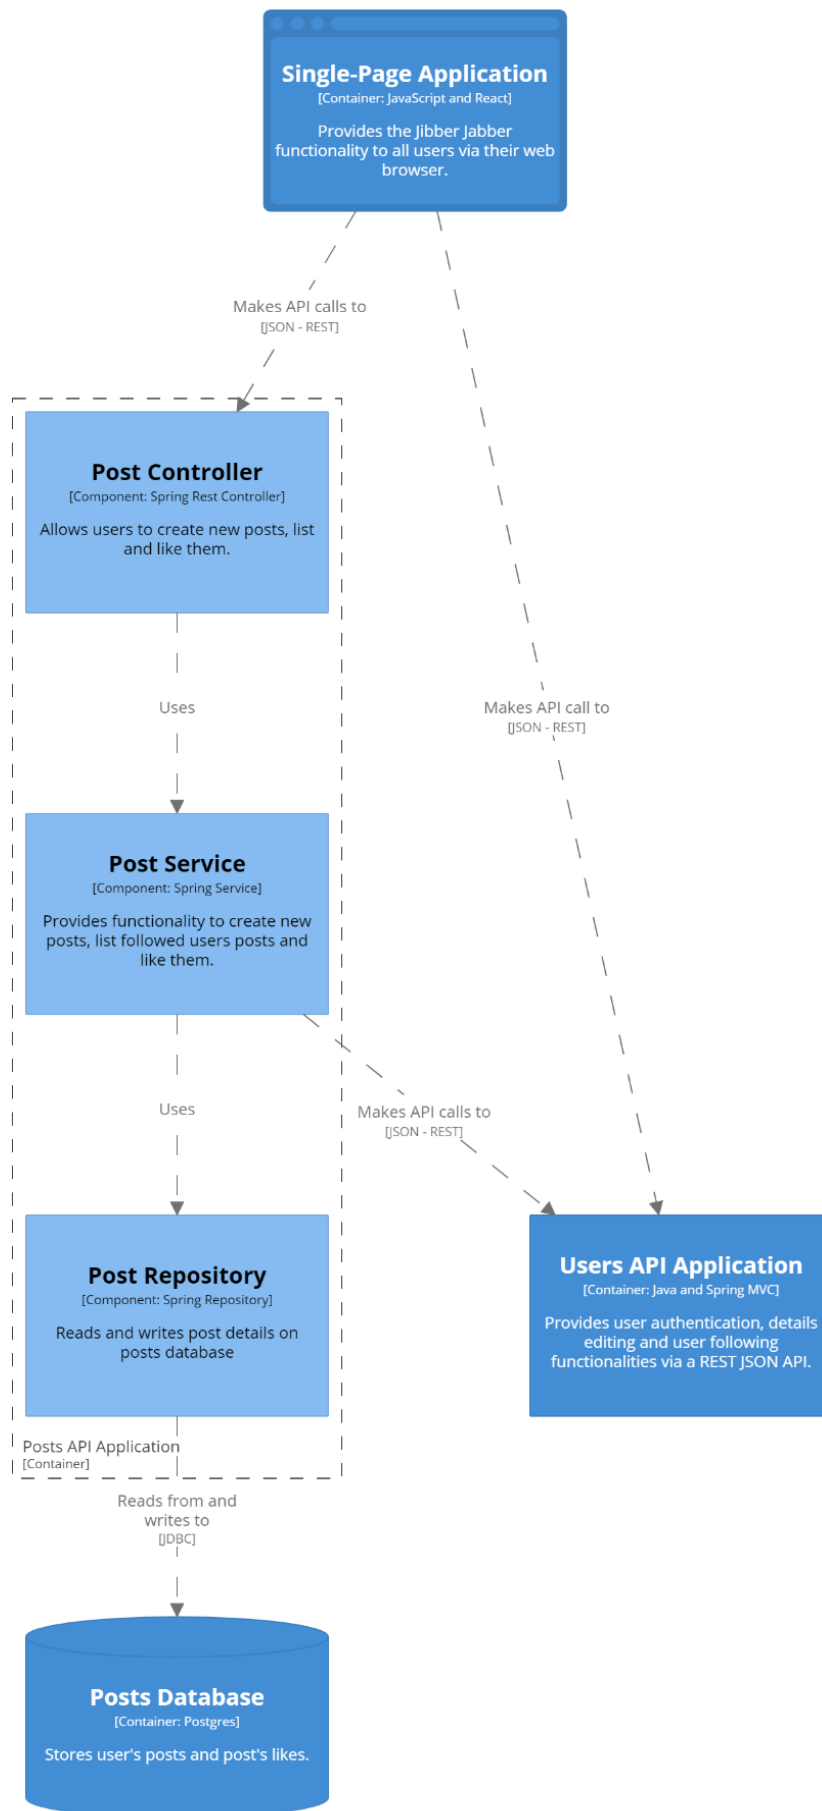 Single-Page Application
[Container: JavaScript and React]
Provides the Jibber Jabber
functionality to all users via their web
browser.
Makes API calls to
[JSON - REST]
Post Controller
[Component: Spring Rest Controller]
Allows users to create new posts, list
and like them.
Uses
Makes API call to
[JSON - REST]
Post Service
[Component: Spring Service]
Provides functionality to create new
posts, list followed users posts and
like them.
Uses
Makes API calls to
[JSON - REST]
Post Repository
[Component: Spring Repository]
Reads and writes post details on
posts database
Users API Application
[Container: Java and Spring MVC]
Provides user authentication, details
editing and user following
functionalities via a REST JSON API.
Posts API Application
[Container]
Reads from and
writes to
[JDBC]
Posts Database
[Container: Postgres]
Stores user's posts and post's likes.